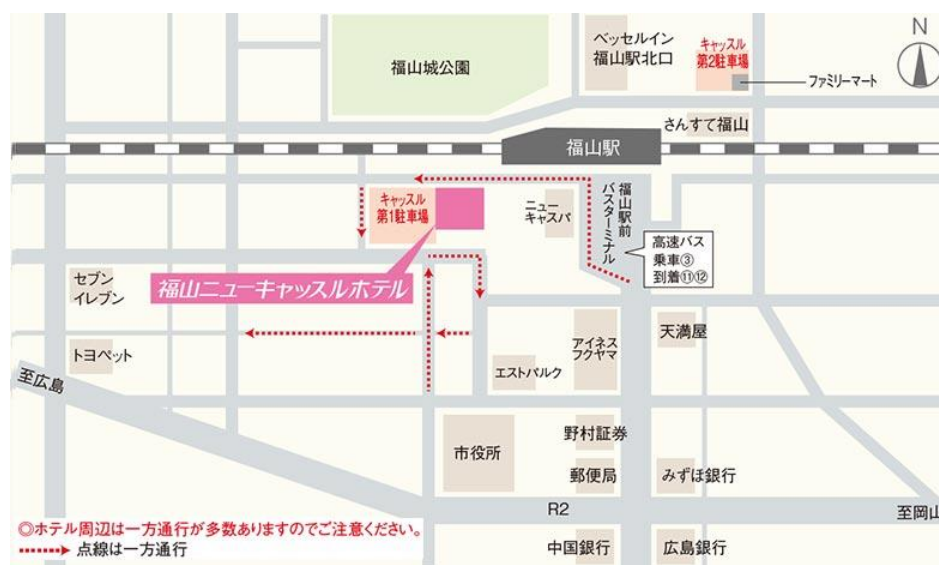 N
ベッセルイン
福山駅北口
キャッスル
第2駐車場
福山城公園
ファミリーマート
さんすて福山
福山駅
キャッスル
第1駐車場
ニュー
キャスパ
福山駅前
バスターミナル
高速バス
乗車③
到着⑪⑫
セブン
イレブン
福山ニューキャッスルホテル
トヨペット
アイネス
フクヤマ
天満屋
エストパルク
至広島
市役所
野村証券
郵便局
みずほ銀行
R2
至岡山
◎ホテル周辺は一方通行が多数ありますのでご注意ください。
点線は一方通行
中国銀行
広島銀行